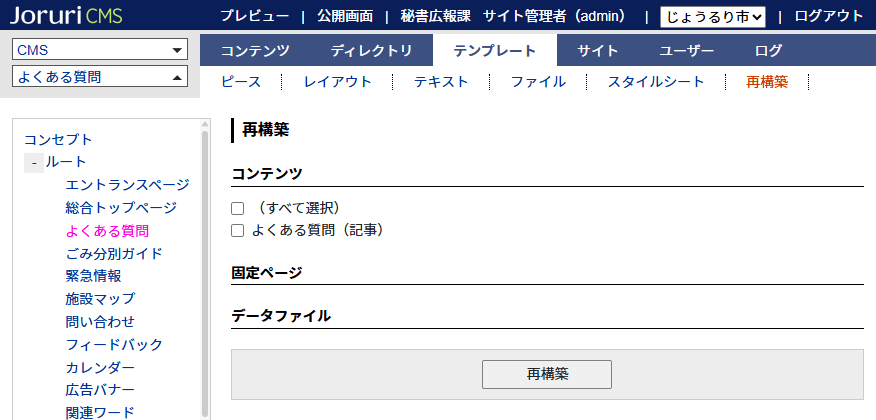 Joruri CMS プレビュー | 公開画面 | 秘書広報課 サイト管理者（admin） | じょうるり市 | ログアウト
CMS
コンテンツ ディレクトリ テンプレート サイト ユーザー ログ
よくある質問
ピース レイアウト テキスト ファイル スタイルシート 再構築
コンセプト
- ルート
エントランスページ
総合トップページ
よくある質問
ごみ分別ガイド
緊急情報
施設マップ
問い合わせ
フィードバック
カレンダー
広告バナー
関連ワード
再構築
コンテンツ
（すべて選択）
よくある質問（記事）
固定ページ
データファイル
再構築